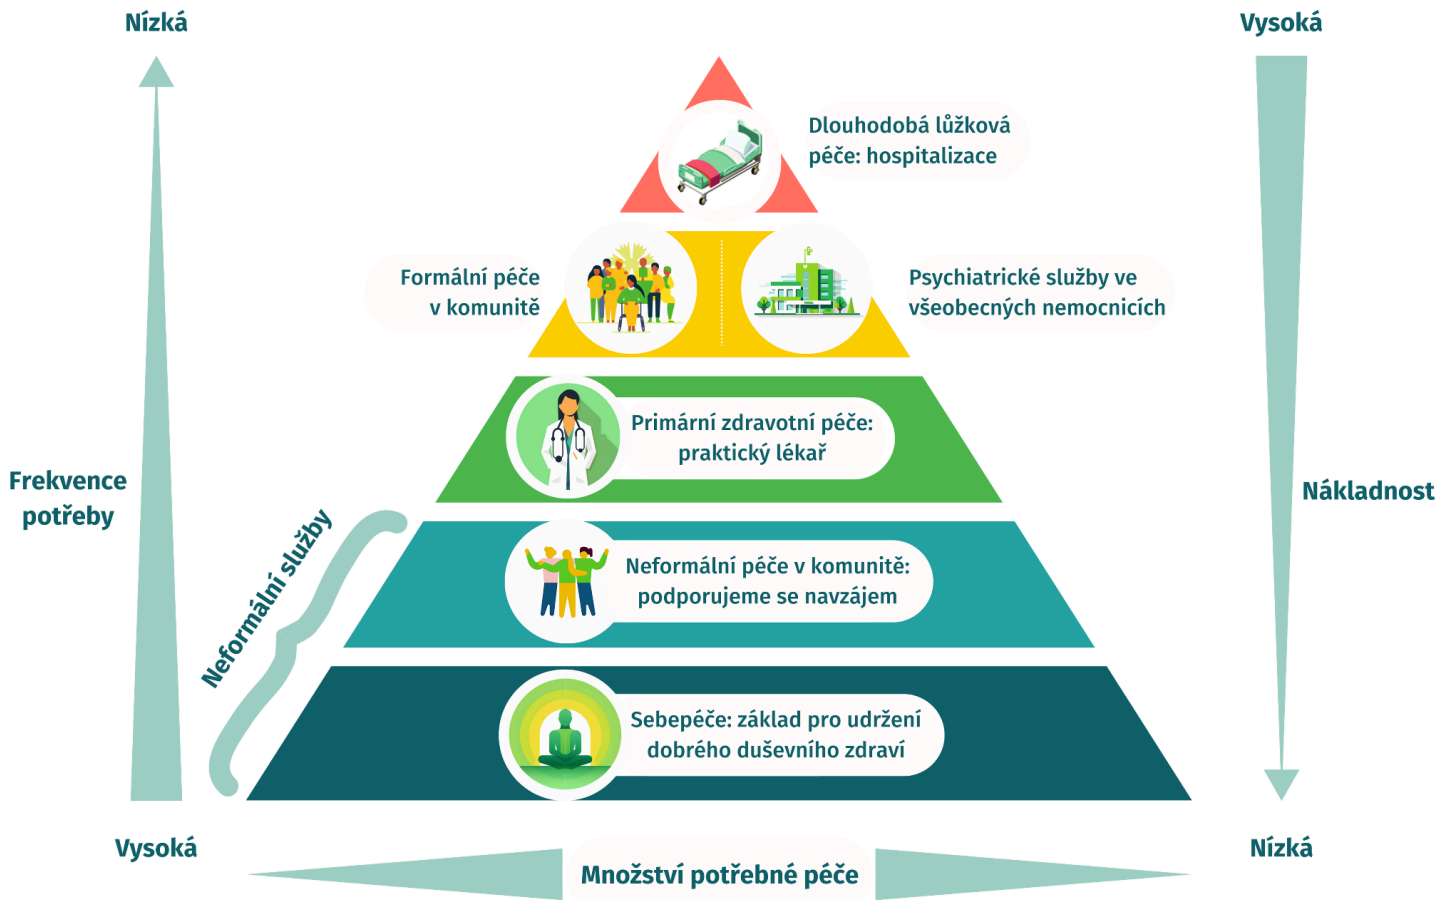 Nízká
Vysoká
Dlouhodobá lůžková
péče: hospitalizace
Formální péče
v komunitě
Psychiatrické služby ve
všeobecných nemocnicích
Primární zdravotní péče:
praktický lékař
Frekvence
potřeby
Nákladnost
Neformální služby
Neformální péče v komunitě:
podporujeme se navzájem
Sebepéče: základ pro udržení
dobrého duševního zdraví
Vysoká
Nízká
Množství potřebné péče